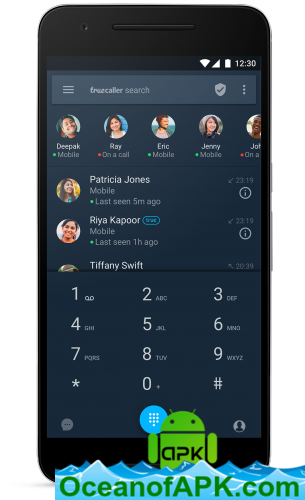 12:30
truecaller search
Deepak Ray Eric Jenny Joh
Mobile On a call Mobile Mobile On a
Patricia Jones 23:19
Mobile
Last seen 5m ago
Riya Kapoor true 23:19
Mobile
Last seen 1h ago
Tiffany Swift 20:39
1 2 ABC 3 DEF
4 GHI 5 JKL 6 MNO
7 PQRS 8 TUV 9 WXYZ
* 0 + #
apk
OceanofAPK.com